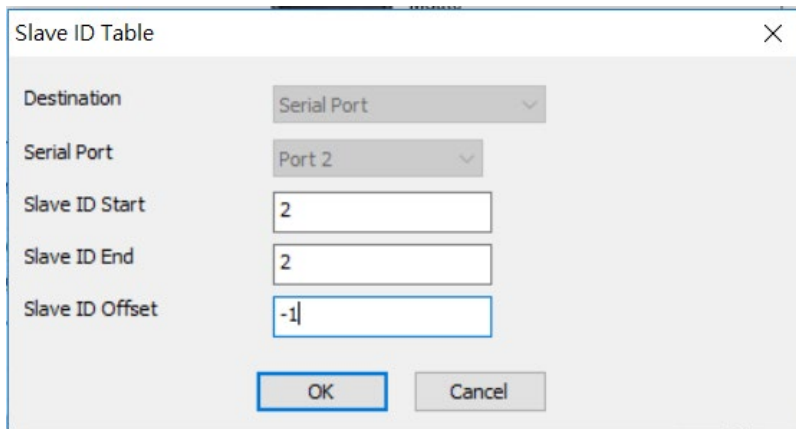 Slave ID Table
Destination Serial Port
Serial Port Port 2
Slave ID Start 2
Slave ID End 2
Slave ID Offset -1
OK Cancel